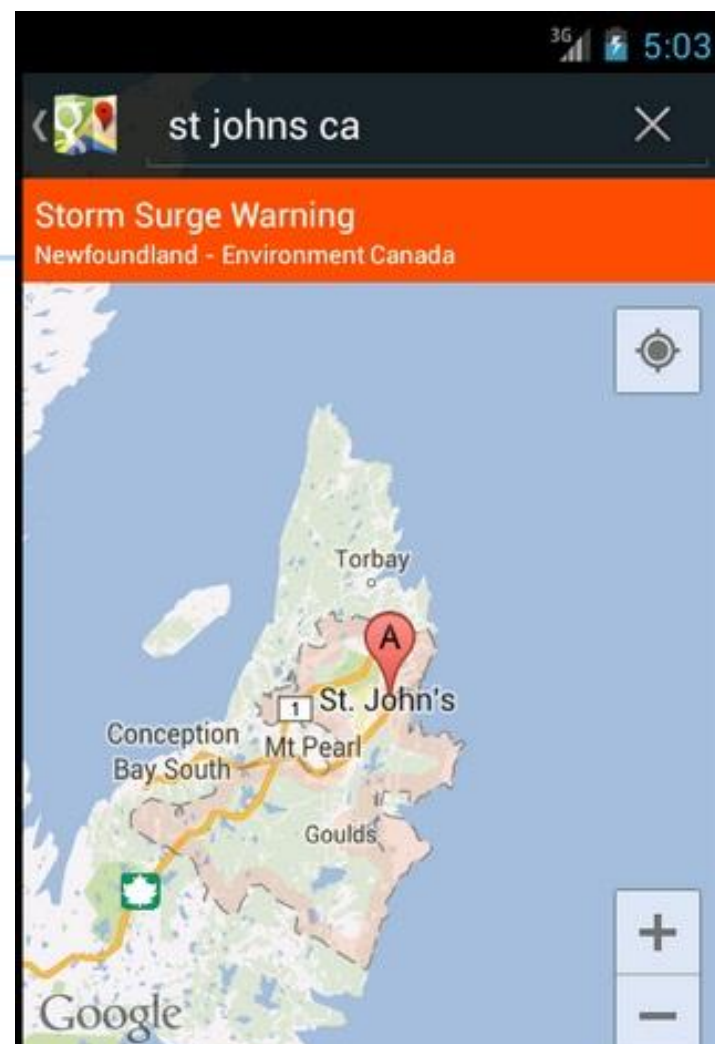 3G 5:03
st johns ca
Storm Surge Warning
Newfoundland - Environment Canada
Torbay
A
1 St. John's
Conception
Bay South
Mt Pearl
Goulds
+
−
Google